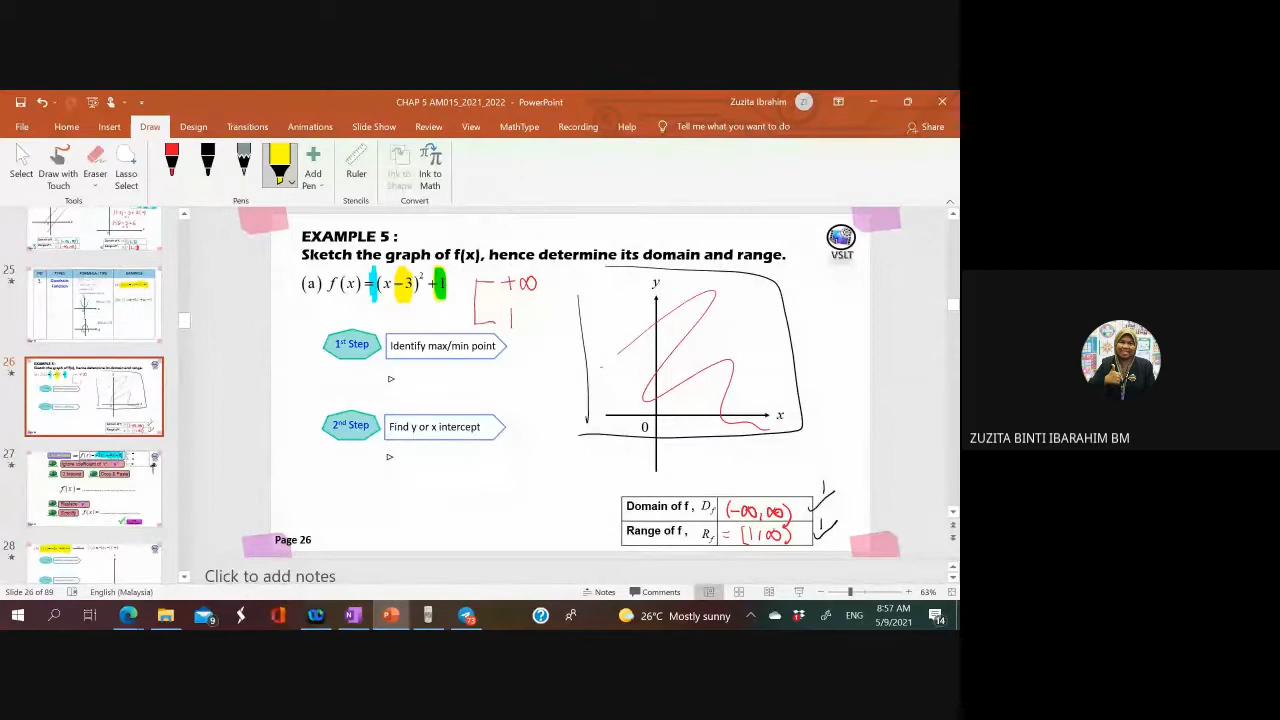 CHAP 5 AM015_2021_2022 - PowerPoint
Zuzita Ibrahim ZI
File Home Insert Draw Design Transitions Animations Slide Show Review View MathType Recording Help Tell me what you want to do Share
Select Draw with Touch Eraser Lasso Select Add Pen Ruler Ink to Shape Ink to Math
Tools Pens Stencils Convert
25
26
27
28
EXAMPLE 5 :
Sketch the graph of f(x), hence determine its domain and range.
VSLT
(a) f(x)=(x−3)²+1
+∞
1
1st Step Identify max/min point
2nd Step Find y or x intercept
y
x
0
Domain of f , Df (-∞,∞) 1
Range of f , Rf = [1,∞) 1
Page 26
Click to add notes
Slide 26 of 89 English (Malaysia) Notes Comments 63%
26°C Mostly sunny ENG 8:57 AM
5/9/2021
ZUZITA BINTI IBARAHIM BM